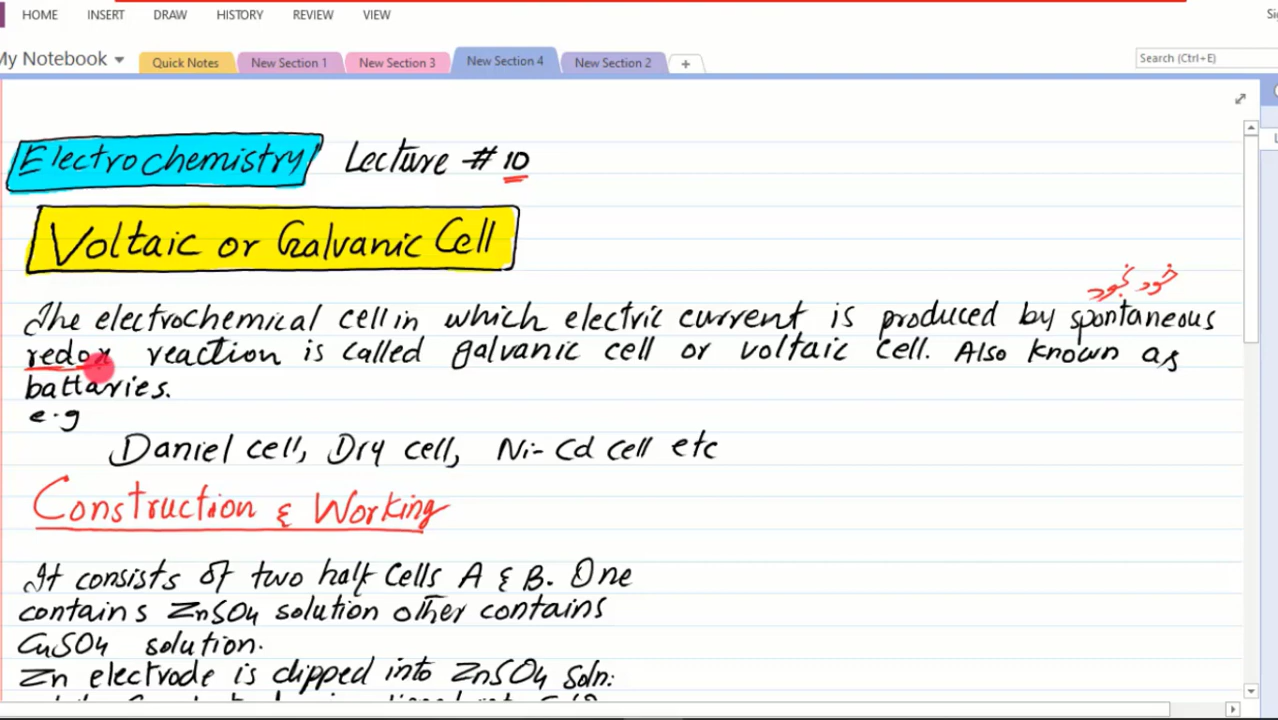 HOME INSERT DRAW HISTORY REVIEW VIEW
My Notebook Quick Notes New Section 1 New Section 3 New Section 4 New Section 2 + Search (Ctrl+E)
Electrochemistry Lecture # 10
Voltaic or Galvanic Cell
خود بخود
The electrochemical cell in which electric current is produced by spontaneous
redox reaction is called galvanic cell or voltaic cell. Also known as
battaries.
e.g
Daniel cell, Dry cell, Ni-Cd cell etc
Construction & Working
It consists of two half Cells A & B. One
contains ZnSO4 solution other contains
CuSO4 solution.
Zn electrode is clipped into ZnSO4 Soln: